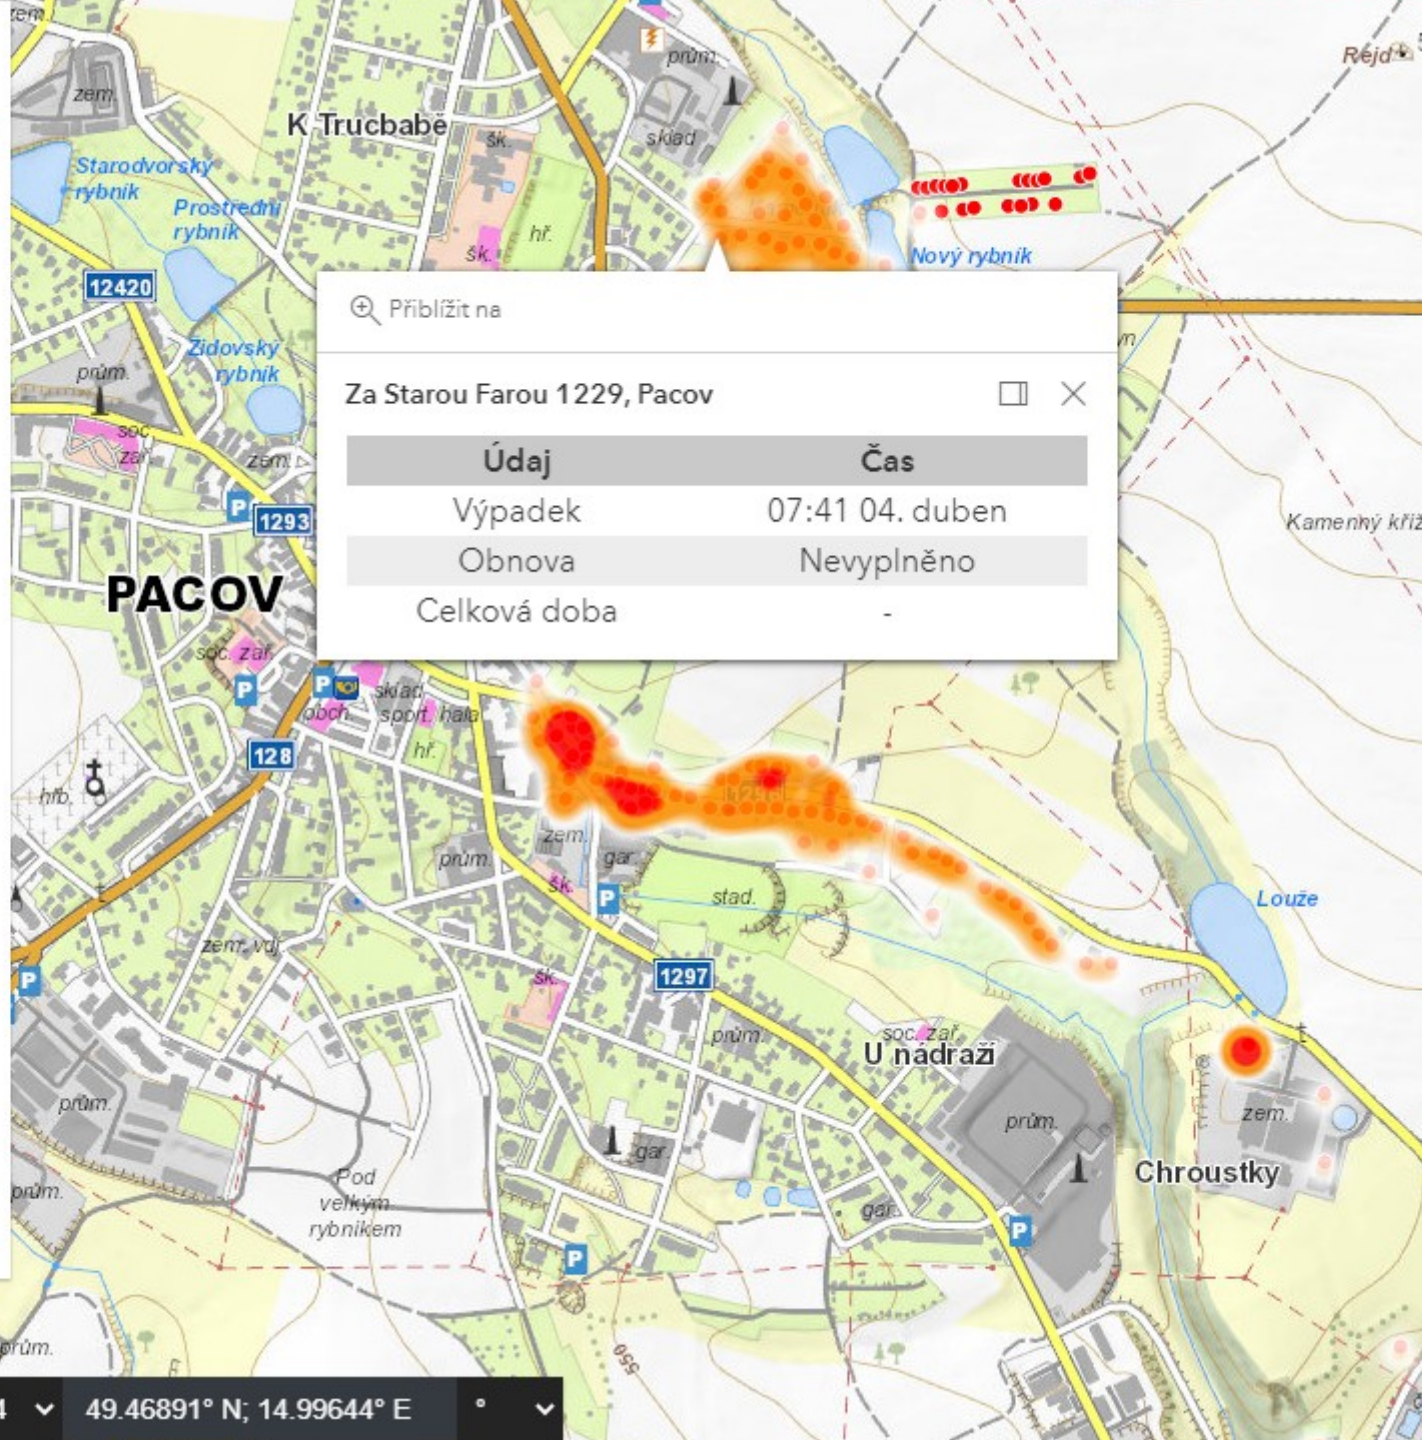 zem.
prům.
Rejd
zem.
K Trucbabě
šk.
sklad
Starodvorský
rybník
Prostřední
rybník
hř.
šk.
Nový rybník
12420
Přiblížit na
Židovský
rybník
prům.
Za Starou Farou 1229, Pacov
soc.
zař.
zem.
Údaj Čas
P
1293
Výpadek 07:41 04. duben
Kamenný kříž
Obnova Nevyplněno
PACOV
Celková doba -
soc. zař.
P
P
sklad
obch.
sport. hala
128
hř.
hřb.
zem.
prům.
gar.
šk.
P
stad.
Louže
zem. vdj.
P
šk.
1297
prům.
soc. zař.
U nádraží
prům.
prům.
zem.
gar.
Chroustky
Pod
velkým
rybníkem
prům.
gar.
P
P
prům.
550
4 49.46891° N; 14.99644° E °